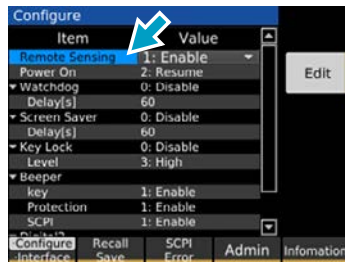 Configure
Item Value
Remote Sensing 1: Enable
Power On 2: Resume
Watchdog 0: Disable
Delay[s] 60
Screen Saver 0: Disable
Delay[s] 60
Key Lock 0: Disable
Level 3: High
Beeper
key 1: Enable
Protection 1: Enable
SCPI 1: Enable
Edit
Configure Recall SCPI Admin Infomation
Interface Save Error